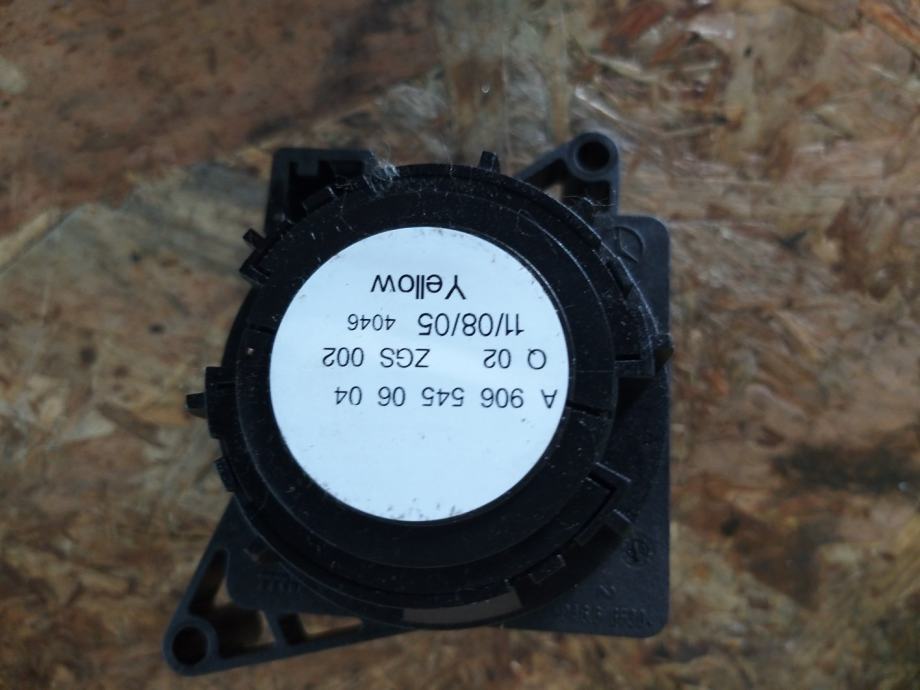 A 906 545 06 04
Q 02 ZGS 002
11/08/05 4046
Yellow